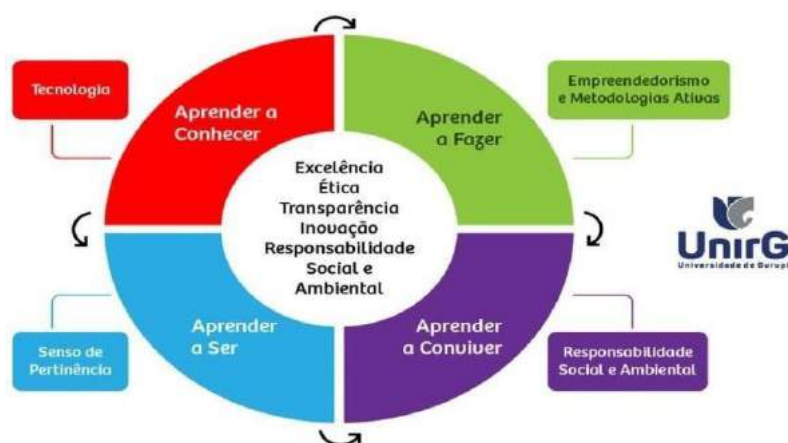 Tecnologia
Aprender a
Conhecer
Aprender
a Fazer
Empreendedorismo
e Metodologias Ativas
Excelência
Ética
Transparência
Inovação
Responsabilidade
Social e
Ambiental
UnirG
Universidade de Gurupi
Senso de
Pertinência
Aprender
a Ser
Aprender
a Conviver
Responsabilidade
Social e Ambiental